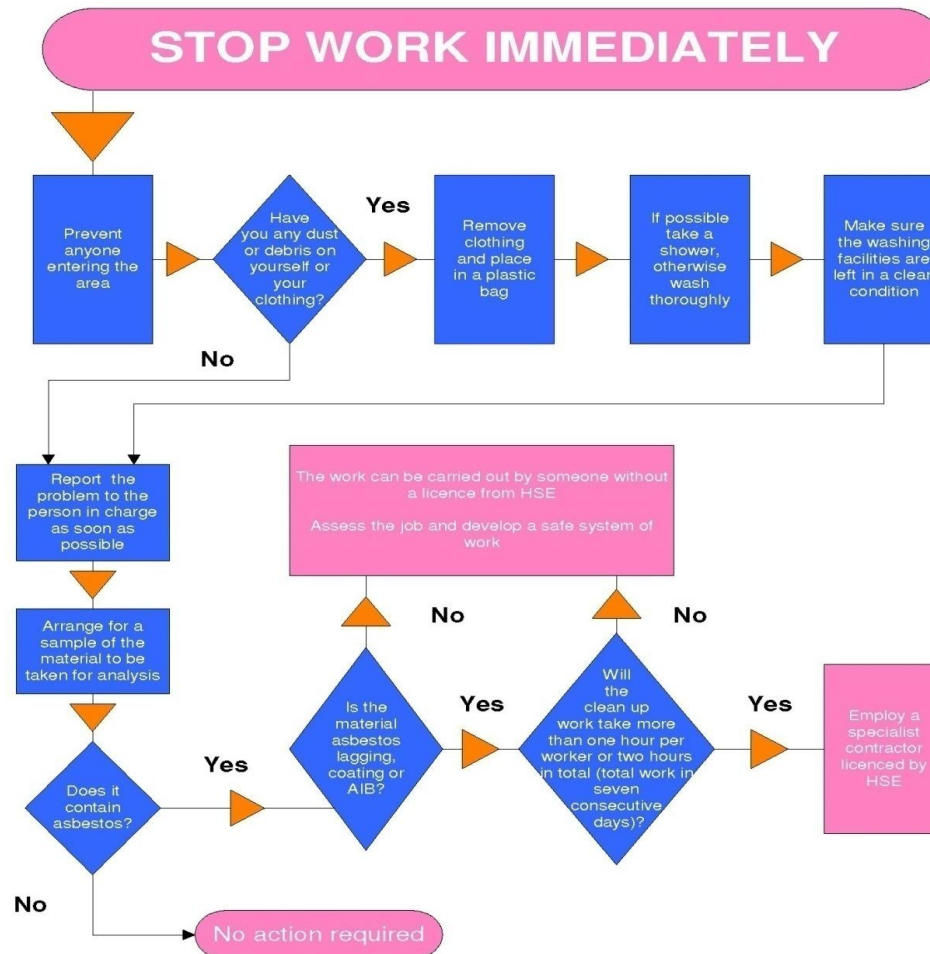 STOP WORK IMMEDIATELY
Prevent
anyone
entering the
area
Have
you any dust
or debris on
yourself or
your
clothing?
Yes
Remove
clothing
and place
in a plastic
bag
If possible
take a
shower,
otherwise
wash
thoroughly
Make sure
the washing
facilities are
left in a clean
condition
No
Report the
problem to the
person in charge
as soon as
possible
The work can be carried out by someone without
a licence from HSE
Assess the job and develop a safe system of
work
No
No
Arrange for a
sample of the
material to be
taken for analysis
Does it
contain
asbestos?
Yes
Is the
material
asbestos
lagging,
coating or
AIB?
Yes
Will
the
clean up
work take more
than one hour per
worker or two hours
in total (total work in
seven
consecutive
days)?
Yes
Employ a
specialist
contractor
licenced by
HSE
No
No action required